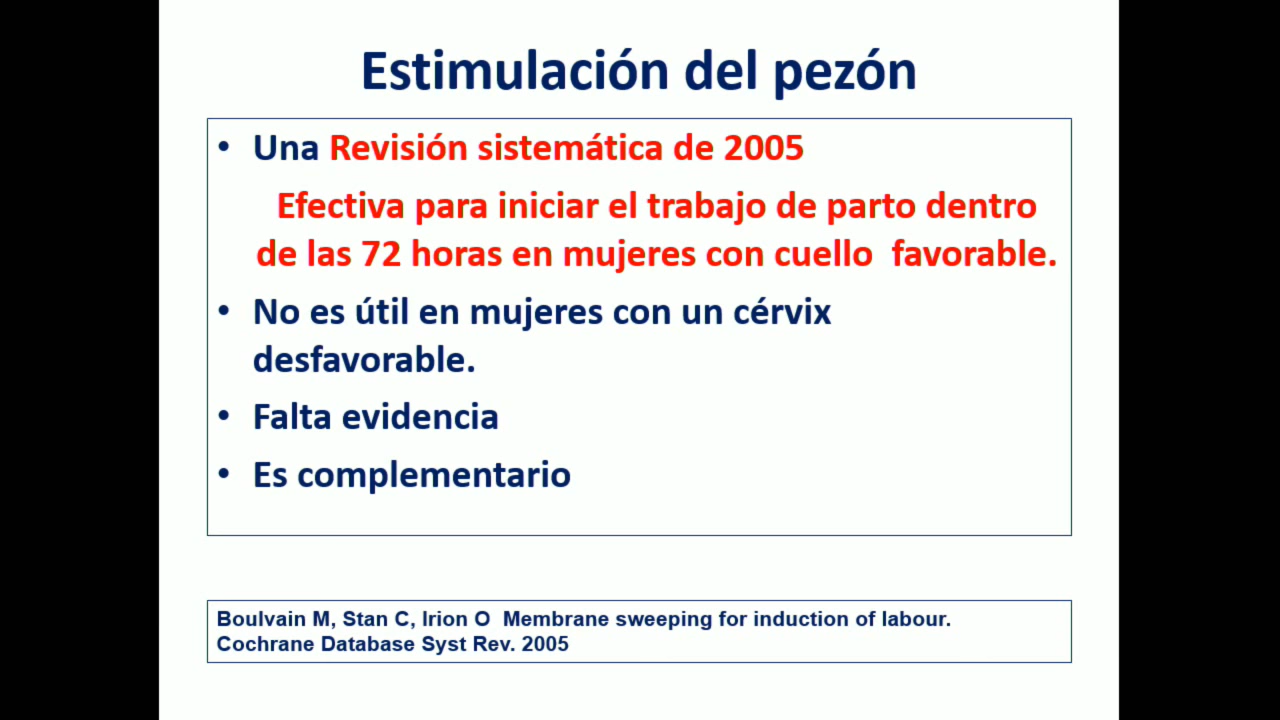 Estimulación del pezón
• Una Revisión sistemática de 2005
Efectiva para iniciar el trabajo de parto dentro
de las 72 horas en mujeres con cuello favorable.
• No es útil en mujeres con un cérvix
desfavorable.
• Falta evidencia
• Es complementario
Boulvain M, Stan C, Irion O Membrane sweeping for induction of labour.
Cochrane Database Syst Rev. 2005